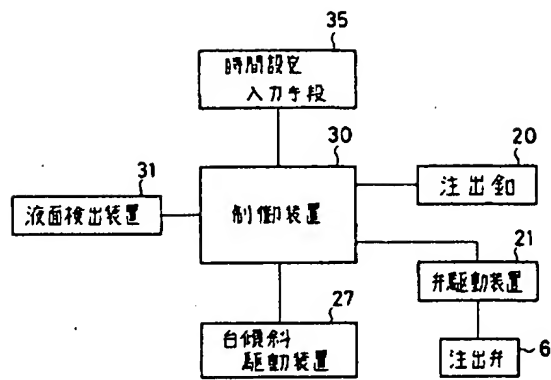 35
時間設定
入力手段
30
制御装置
20
注出釦
31
液面検出装置
21
弁駆動装置
27
台傾斜
駆動装置
注出弁
6